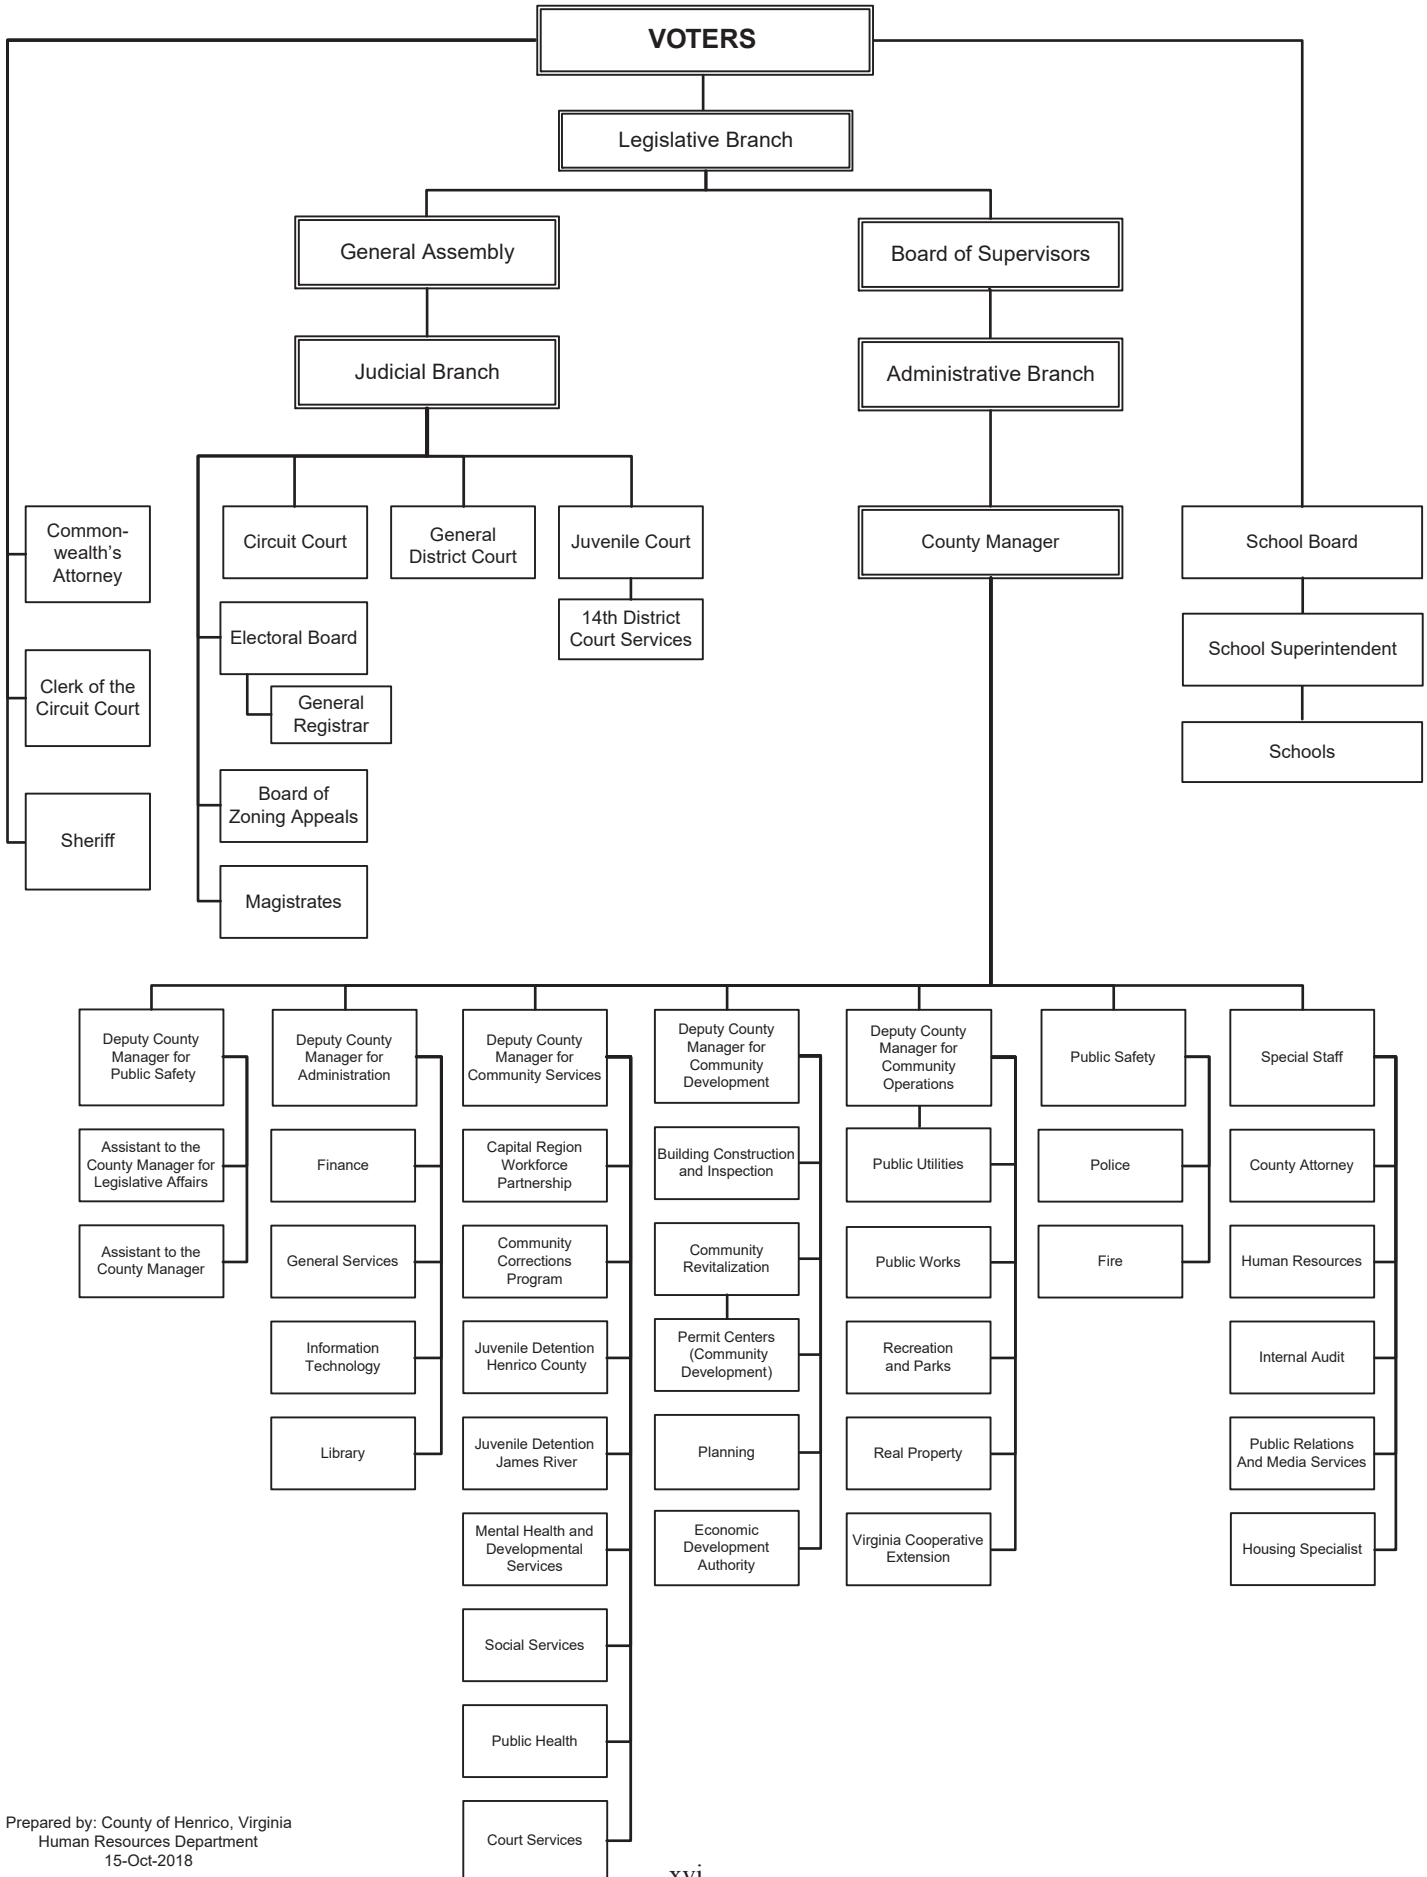 VOTERS
Legislative Branch
General Assembly
Board of Supervisors
Judicial Branch
Administrative Branch
Common-
wealth's
Attorney
Clerk of the
Circuit Court
Sheriff
Circuit Court
General
District Court
Juvenile Court
14th District
Court Services
Electoral Board
General
Registrar
Board of
Zoning Appeals
Magistrates
County Manager
School Board
School Superintendent
Schools
Deputy County
Manager for
Public Safety
Assistant to the
County Manager for
Legislative Affairs
Assistant to the
County Manager
Deputy County
Manager for
Administration
Finance
General Services
Information
Technology
Library
Deputy County
Manager for
Community Services
Capital Region
Workforce
Partnership
Community
Corrections
Program
Juvenile Detention
Henrico County
Juvenile Detention
James River
Mental Health and
Developmental
Services
Social Services
Public Health
Court Services
Deputy County
Manager for
Community
Development
Building Construction
and Inspection
Community
Revitalization
Permit Centers
(Community
Development)
Planning
Economic
Development
Authority
Deputy County
Manager for
Community
Operations
Public Utilities
Public Works
Recreation
and Parks
Real Property
Virginia Cooperative
Extension
Public Safety
Police
Fire
Special Staff
County Attorney
Human Resources
Internal Audit
Public Relations
And Media Services
Housing Specialist
Prepared by: County of Henrico, Virginia
Human Resources Department
15-Oct-2018
xvi